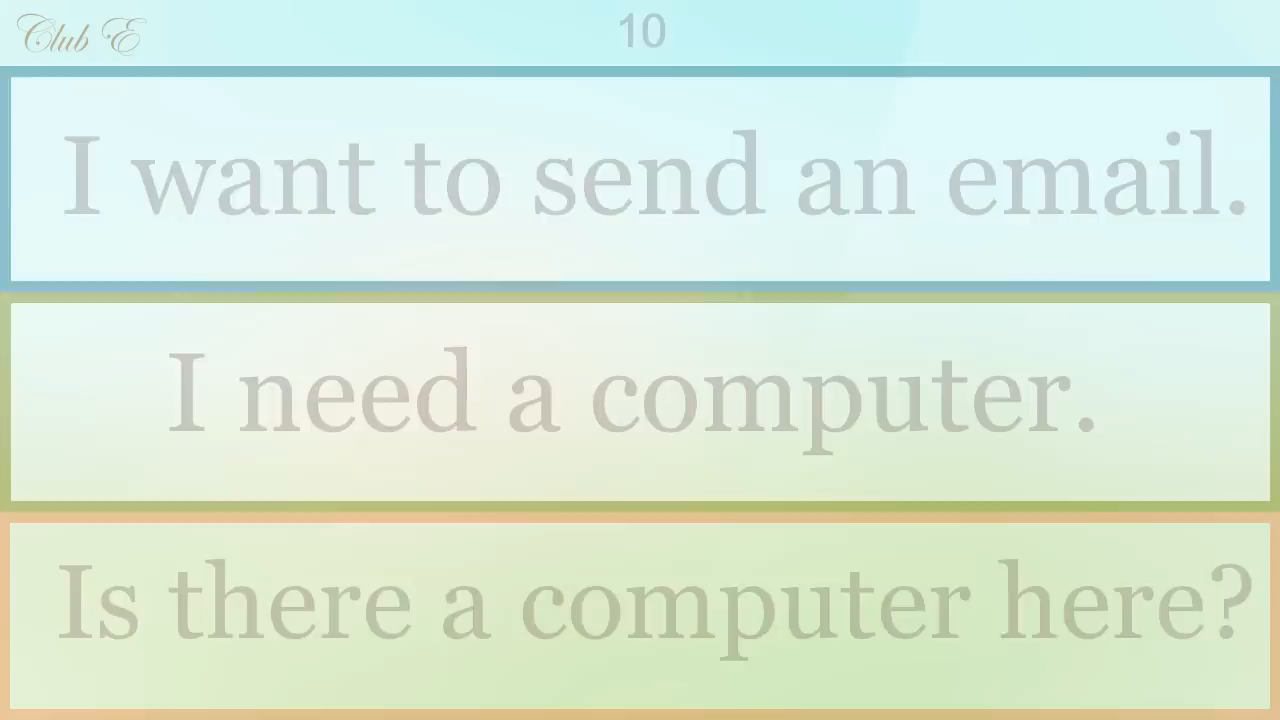 Club E
10
I want to send an email.
I need a computer.
Is there a computer here?